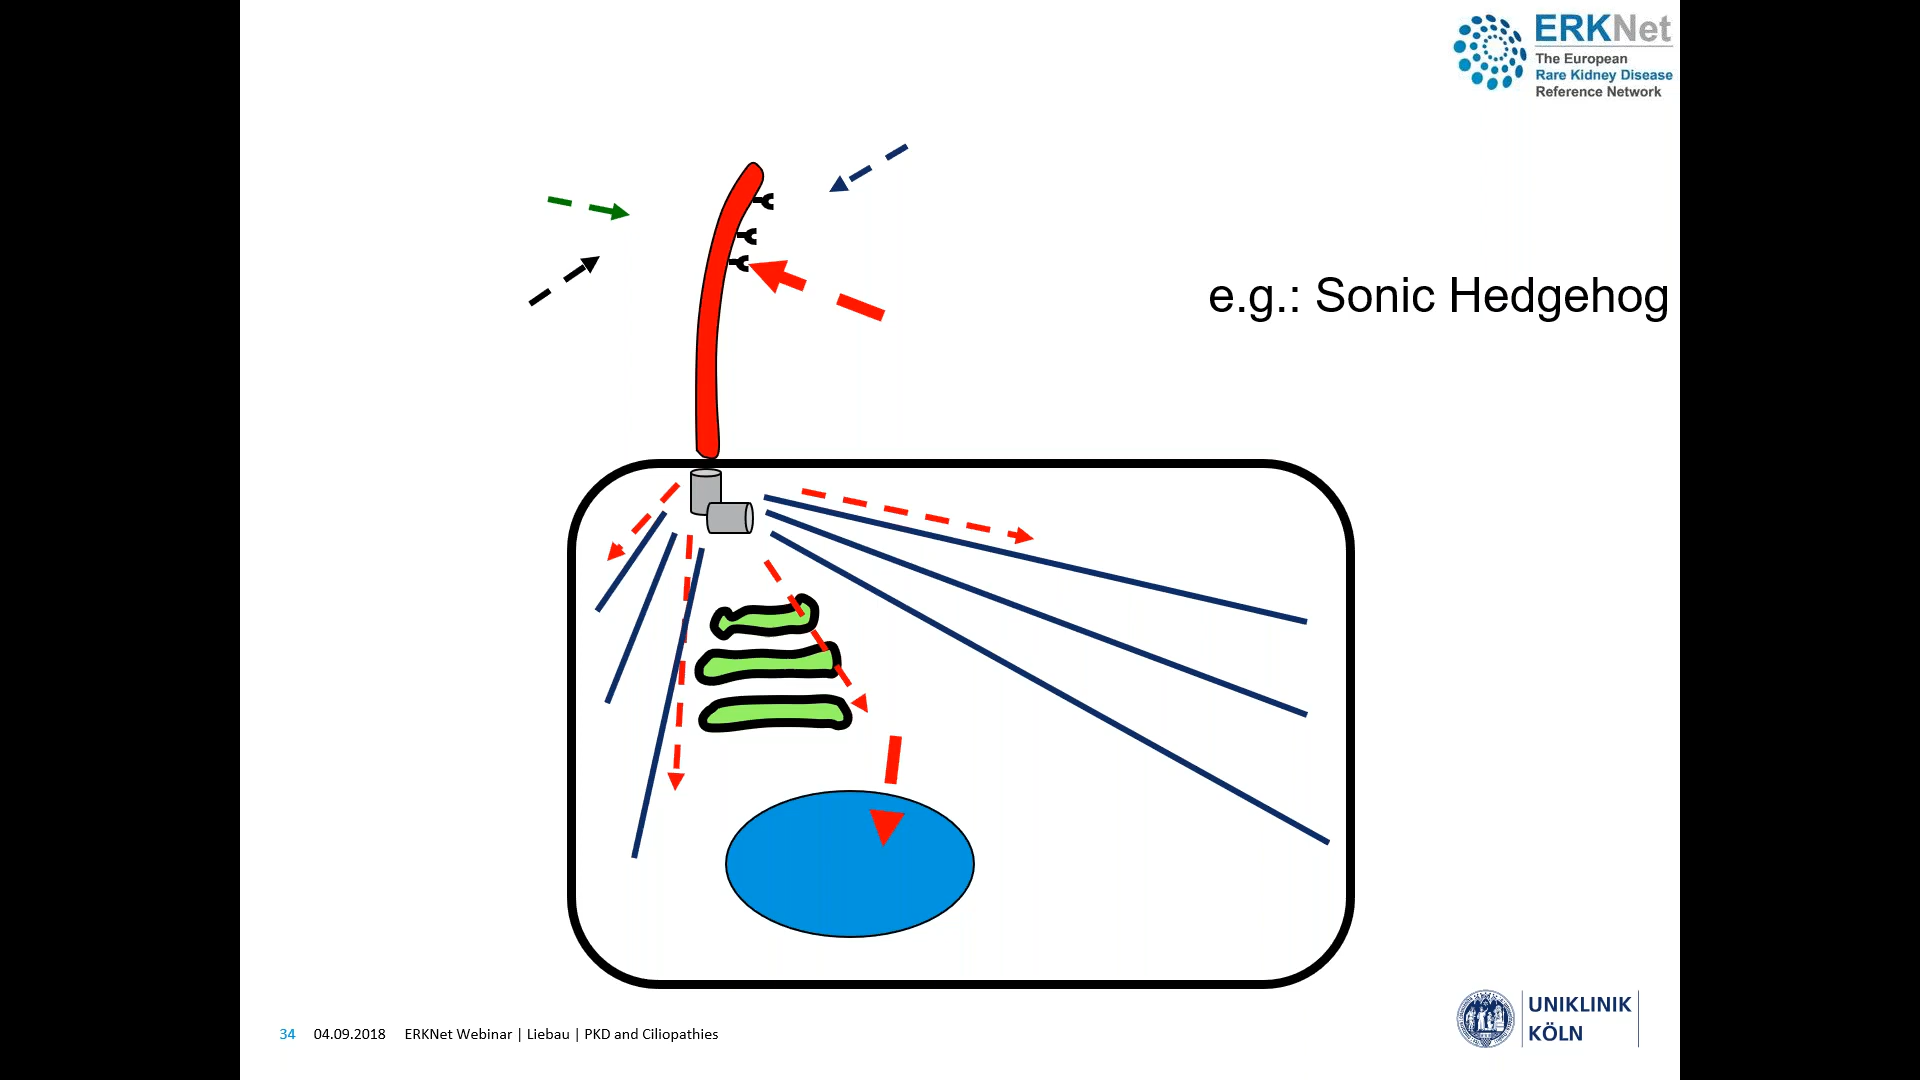 ERKNet
The European
Rare Kidney Disease
Reference Network
e.g.: Sonic Hedgehog
34 04.09.2018 ERKNet Webinar | Liebau | PKD and Ciliopathies
UNIKLINIK
KÖLN